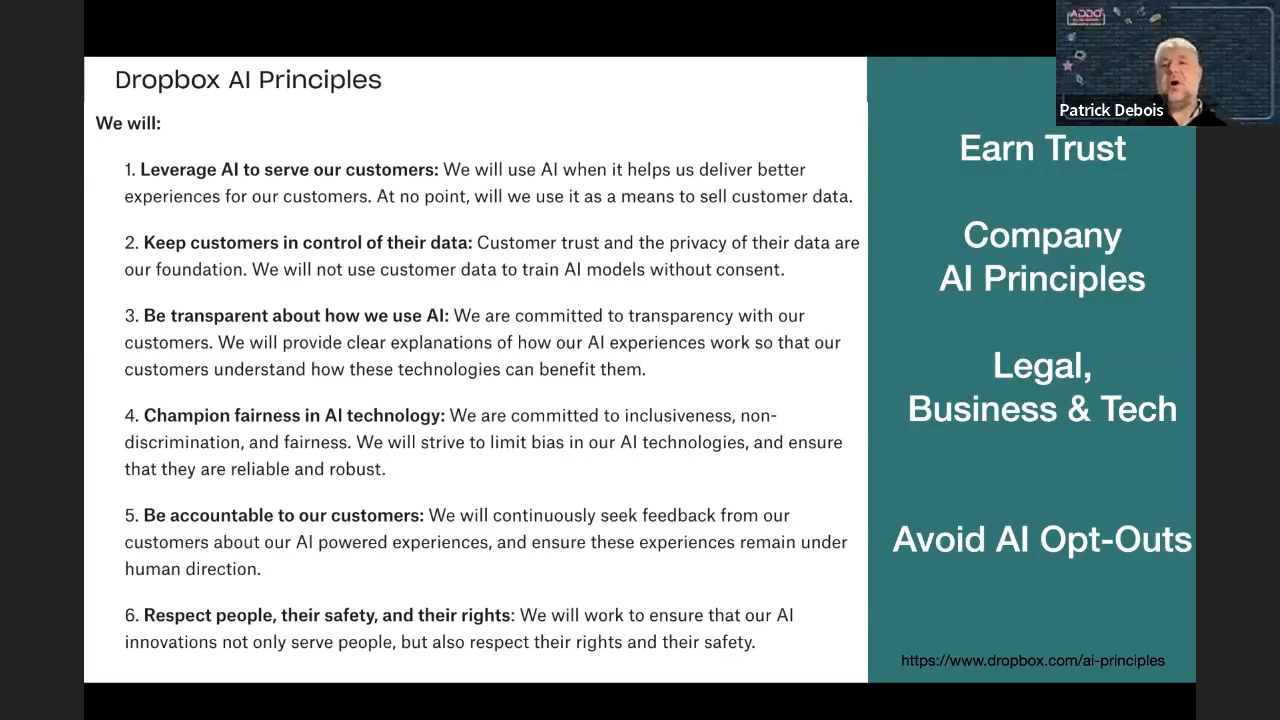 Dropbox AI Principles
We will:
1. Leverage AI to serve our customers: We will use AI when it helps us deliver better
experiences for our customers. At no point, will we use it as a means to sell customer data.
2. Keep customers in control of their data: Customer trust and the privacy of their data are
our foundation. We will not use customer data to train AI models without consent.
3. Be transparent about how we use AI: We are committed to transparency with our
customers. We will provide clear explanations of how our AI experiences work so that our
customers understand how these technologies can benefit them.
4. Champion fairness in AI technology: We are committed to inclusiveness, non-
discrimination, and fairness. We will strive to limit bias in our AI technologies, and ensure
that they are reliable and robust.
5. Be accountable to our customers: We will continuously seek feedback from our
customers about our AI powered experiences, and ensure these experiences remain under
human direction.
6. Respect people, their safety, and their rights: We will work to ensure that our AI
innovations not only serve people, but also respect their rights and their safety.
ADDO
Patrick Debois
Earn Trust
Company
AI Principles
Legal,
Business & Tech
Avoid AI Opt-Outs
https://www.dropbox.com/ai-principles